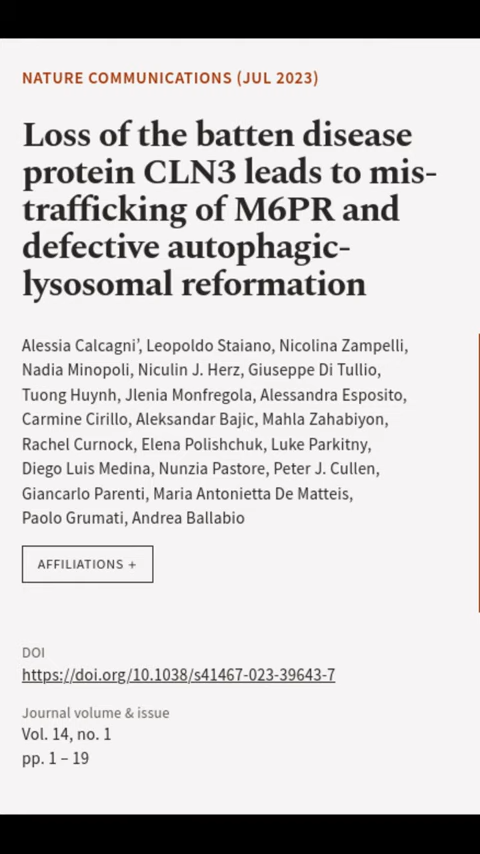 NATURE COMMUNICATIONS (JUL 2023)
Loss of the batten disease
protein CLN3 leads to mis-
trafficking of M6PR and
defective autophagic-
lysosomal reformation
Alessia Calcagni’, Leopoldo Staiano, Nicolina Zampelli,
Nadia Minopoli, Niculin J. Herz, Giuseppe Di Tullio,
Tuong Huynh, Jlenia Monfregola, Alessandra Esposito,
Carmine Cirillo, Aleksandar Bajic, Mahla Zahabiyon,
Rachel Curnock, Elena Polishchuk, Luke Parkitny,
Diego Luis Medina, Nunzia Pastore, Peter J. Cullen,
Giancarlo Parenti, Maria Antonietta De Matteis,
Paolo Grumati, Andrea Ballabio
AFFILIATIONS +
DOI
https://doi.org/10.1038/s41467-023-39643-7
Journal volume & issue
Vol. 14, no. 1
pp. 1 – 19